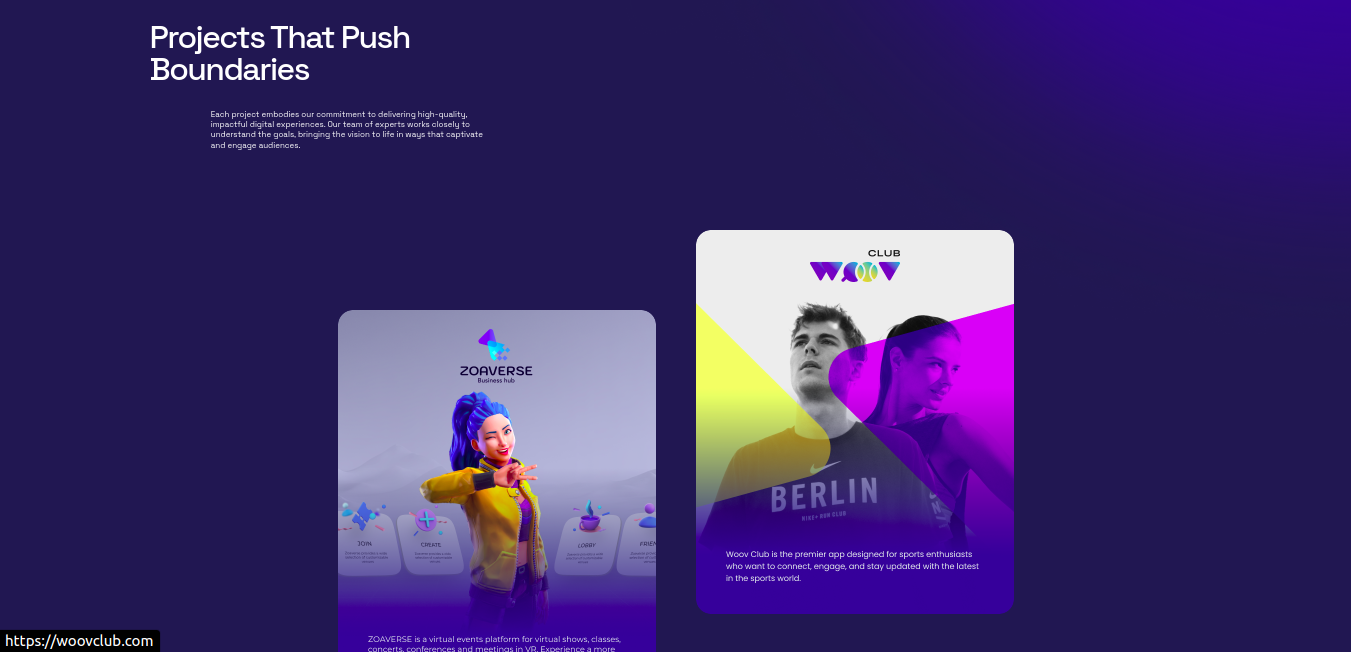 Projects That Push
Boundaries
Each project embodies our commitment to delivering high-quality,
impactful digital experiences. Our team of experts works closely to
understand the goals, bringing the vision to life in ways that captivate
and engage audiences.
CLUB
WOOV
BERLIN
NIKE+ RUN CLUB
Woov Club is the premier app designed for sports enthusiasts
who want to connect, engage, and stay updated with the latest
in the sports world.
ZOAVERSE
Business hub
JOIN
CREATE
LOBBY
FRIEN
ZOAVERSE is a virtual events platform for virtual shows, classes,
concerts, conferences and meetings in VR. Experience a more
https://woovclub.com